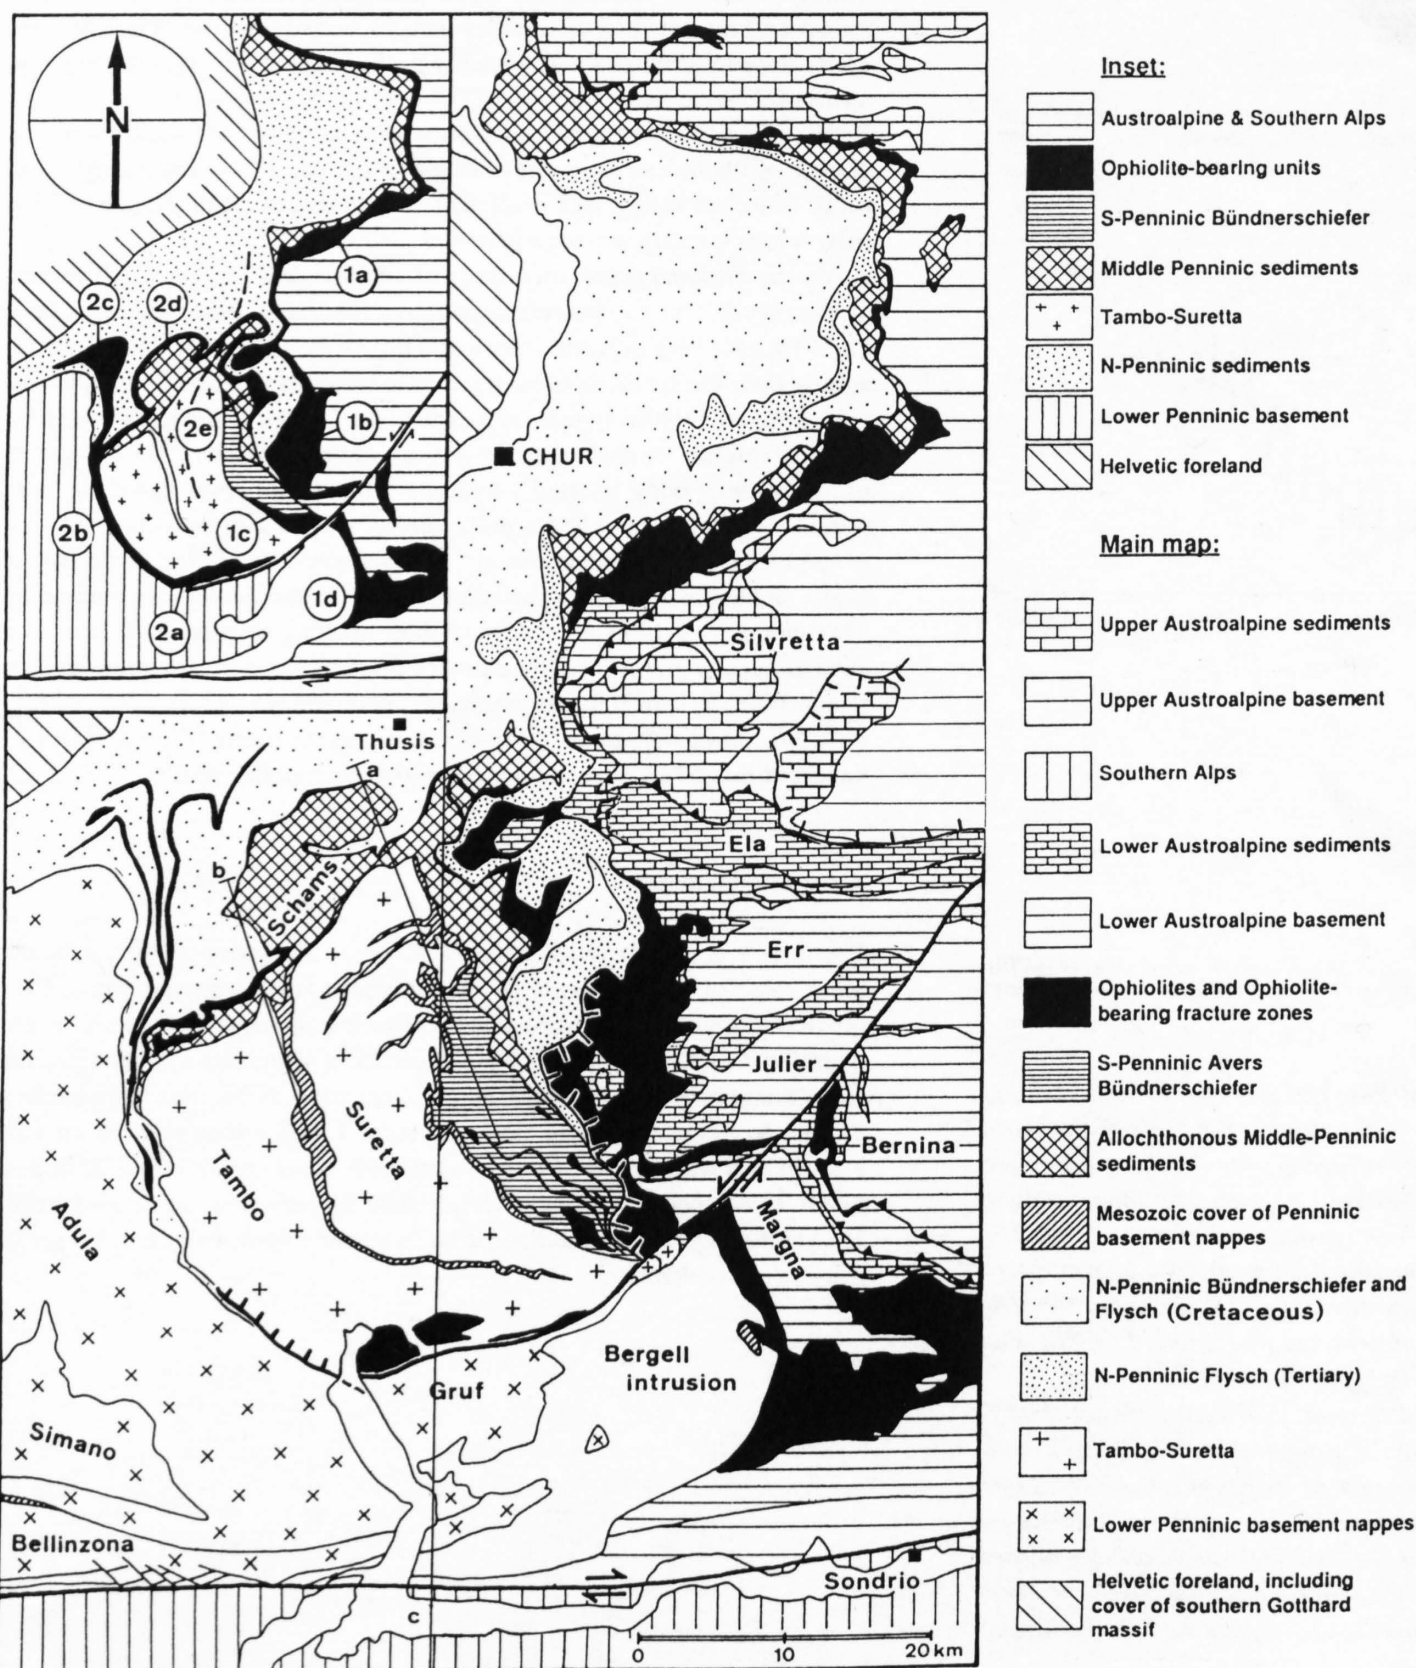 N
1a
2c
2d
2e
1b
2b
1c
1d
2a
CHUR
Silvretta
Thusis
a
Ela
b
Schams
Err
Julier
Suretta
Bernina
Tambo
Adula
Margna
Bergell
intrusion
Gruf
Simano
Bellinzona
Sondrio
c
0 10 20 km
Inset:
Austroalpine & Southern Alps
Ophiolite-bearing units
S-Penninic Bündnerschiefer
Middle Penninic sediments
Tambo-Suretta
N-Penninic sediments
Lower Penninic basement
Helvetic foreland
Main map:
Upper Austroalpine sediments
Upper Austroalpine basement
Southern Alps
Lower Austroalpine sediments
Lower Austroalpine basement
Ophiolites and Ophiolite-
bearing fracture zones
S-Penninic Avers
Bündnerschiefer
Allochthonous Middle-Penninic
sediments
Mesozoic cover of Penninic
basement nappes
N-Penninic Bündnerschiefer and
Flysch (Cretaceous)
N-Penninic Flysch (Tertiary)
Tambo-Suretta
Lower Penninic basement nappes
Helvetic foreland, including
cover of southern Gotthard
massif